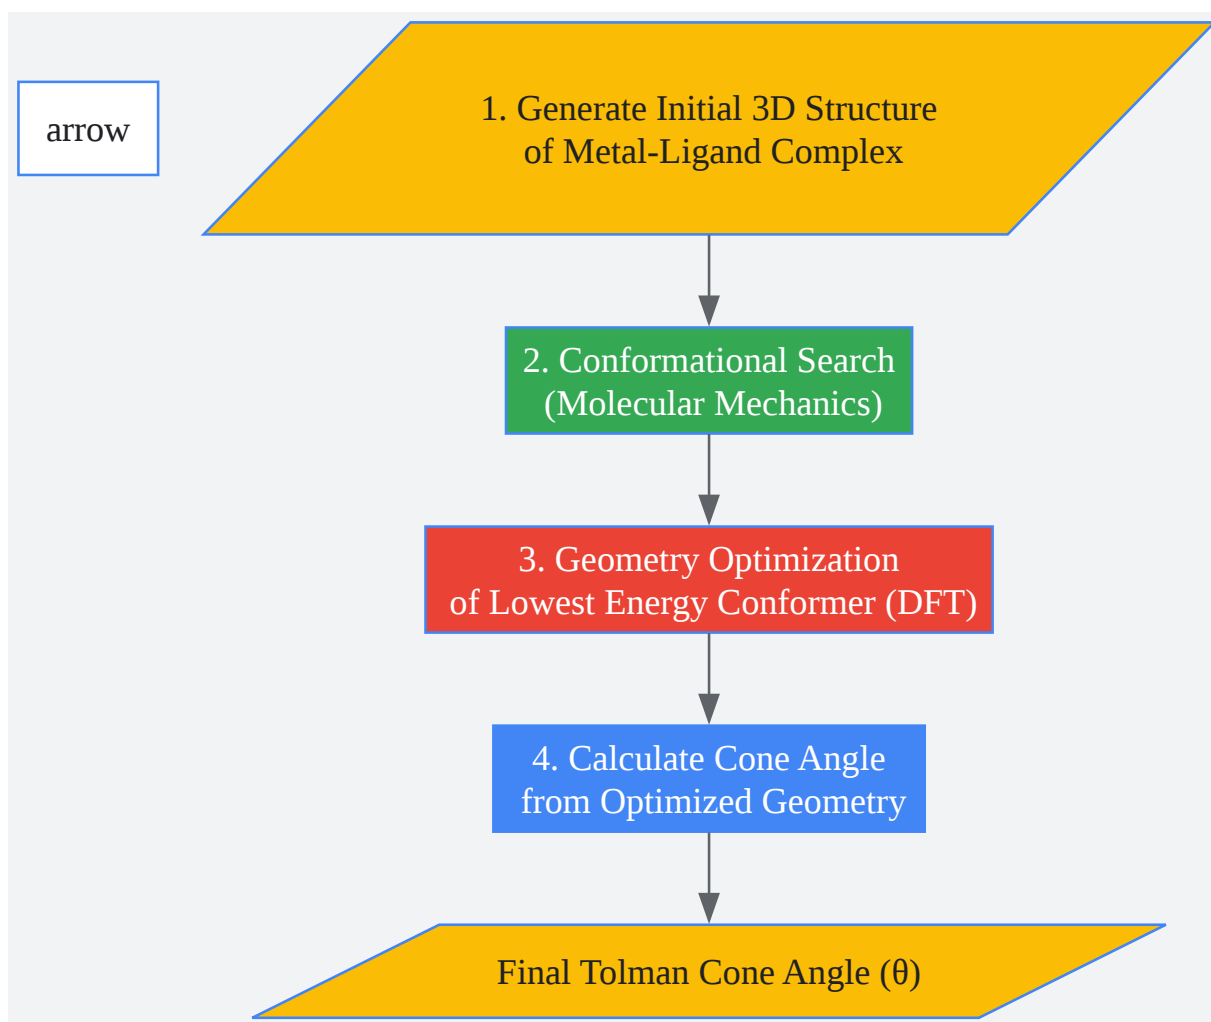 arrow
1. Generate Initial 3D Structure
of Metal-Ligand Complex
2. Conformational Search
(Molecular Mechanics)
3. Geometry Optimization
of Lowest Energy Conformer (DFT)
4. Calculate Cone Angle
from Optimized Geometry
Final Tolman Cone Angle (θ)